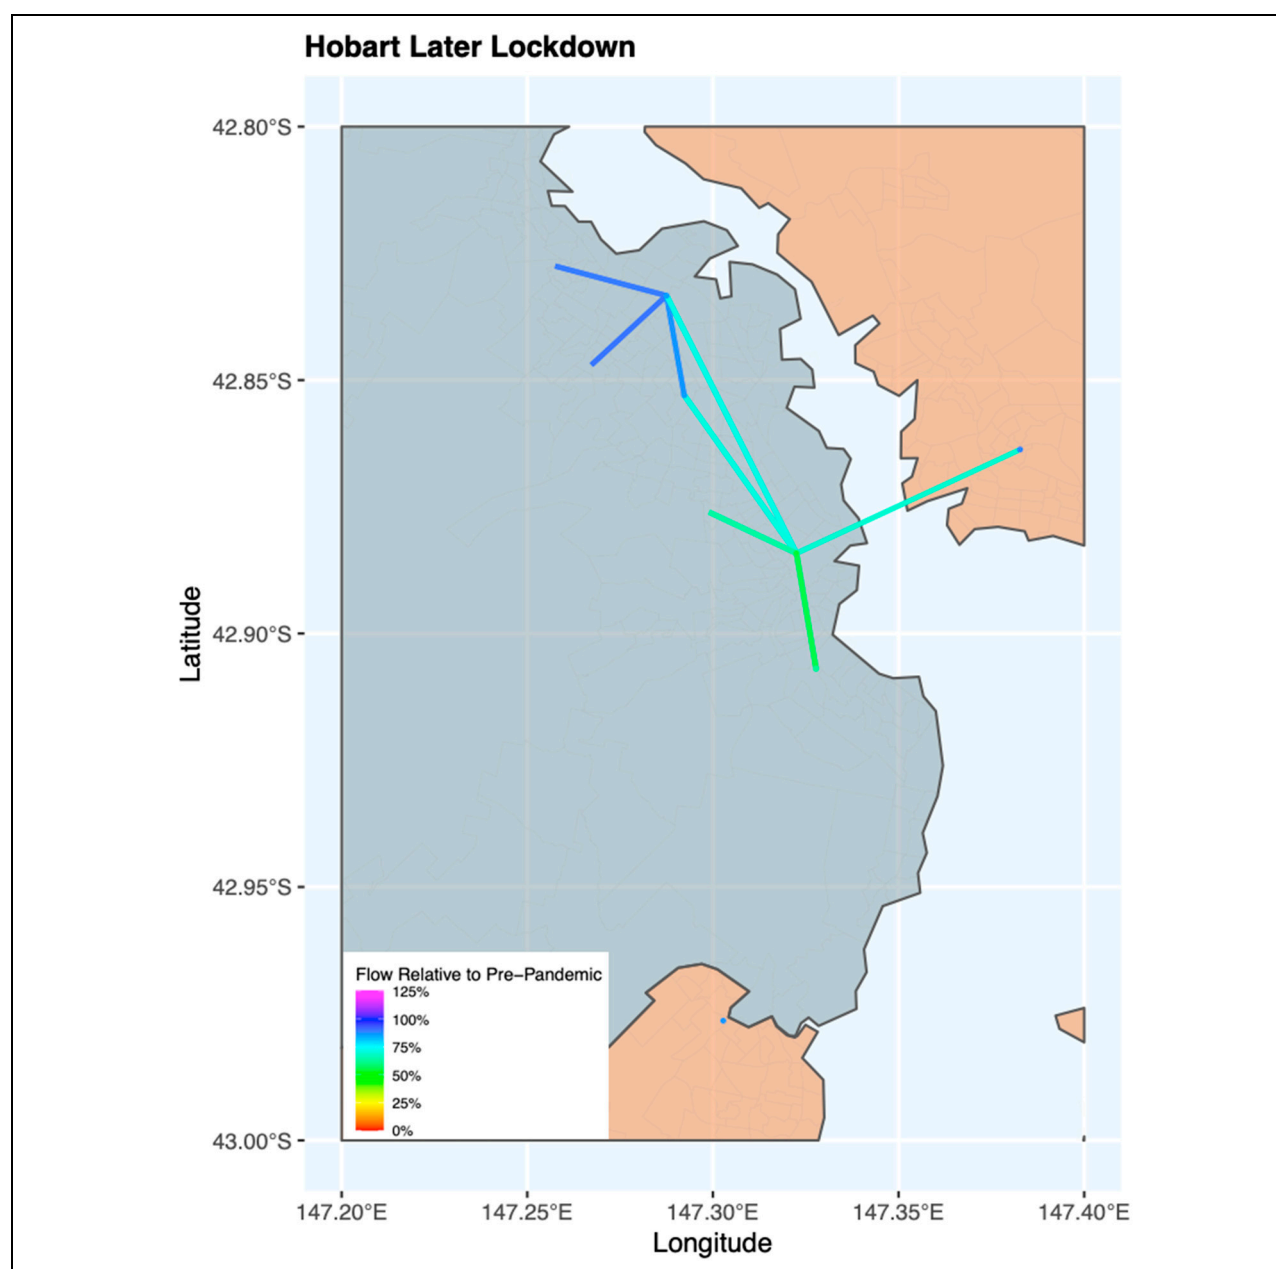 Hobart Later Lockdown
Latitude
42.80°S
42.85°S
42.90°S
42.95°S
43.00°S
Flow Relative to Pre-Pandemic
125%
100%
75%
50%
25%
0%
147.20°E 147.25°E 147.30°E 147.35°E 147.40°E
Longitude